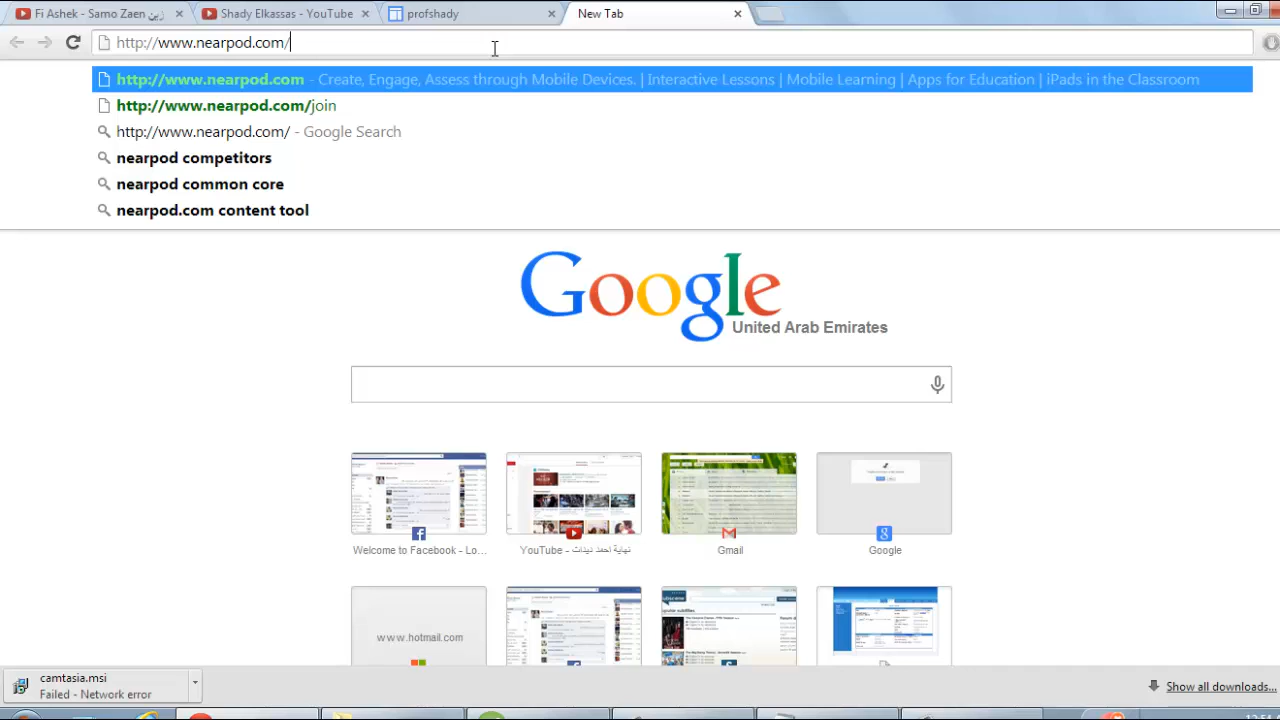 Fi Ashek - Samo Zaen زين
Shady Elkassas - YouTube
profshady
New Tab
http://www.nearpod.com/
http://www.nearpod.com - Create, Engage, Assess through Mobile Devices. | Interactive Lessons | Mobile Learning | Apps for Education | iPads in the Classroom
http://www.nearpod.com/join
http://www.nearpod.com/ - Google Search
nearpod competitors
nearpod common core
nearpod.com content tool
Google
United Arab Emirates
Welcome to Facebook - Lo...
YouTube - نهاية احمد ديدات
Gmail
Google
www.hotmail.com
camtasia.msi
Failed - Network error
Show all downloads...